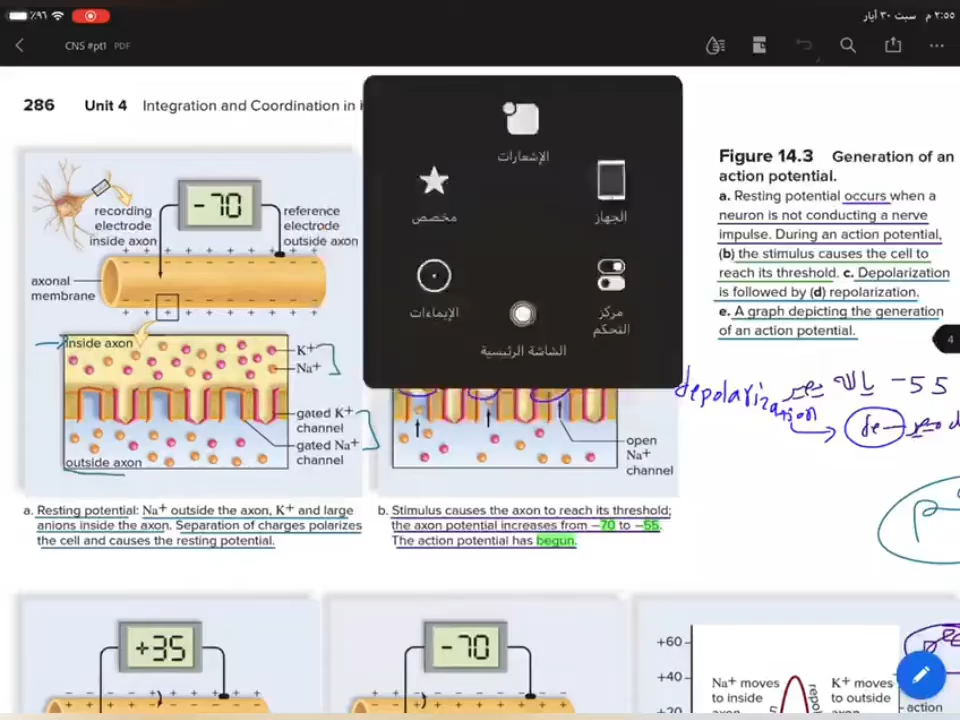 ٪٩٦
٢:٥٥ م سبت ٣٠ أيار
CNS #pt1 PDF
286 Unit 4 Integration and Coordination in
الإشعارات
مخصص
الجهاز
الإيماءات
مركز
التحكم
الشاشة الرئيسية
-70
recording
electrode
inside axon
reference
electrode
outside axon
axonal
membrane
inside axon
K+
Na+
gated K+
channel
gated Na+
channel
outside axon
open
Na+
channel
a. Resting potential: Na+ outside the axon, K+ and large
anions inside the axon. Separation of charges polarizes
the cell and causes the resting potential.
b. Stimulus causes the axon to reach its threshold;
the axon potential increases from −70 to −55.
The action potential has begun.
Figure 14.3 Generation of an
action potential.
a. Resting potential occurs when a
neuron is not conducting a nerve
impulse. During an action potential,
(b) the stimulus causes the cell to
reach its threshold. c. Depolarization
is followed by (d) repolarization.
e. A graph depicting the generation
of an action potential.
4
depolarization
-55
de
+35
-70
+60
+40
+20
Na+ moves
to inside
K+ moves
to outside
action